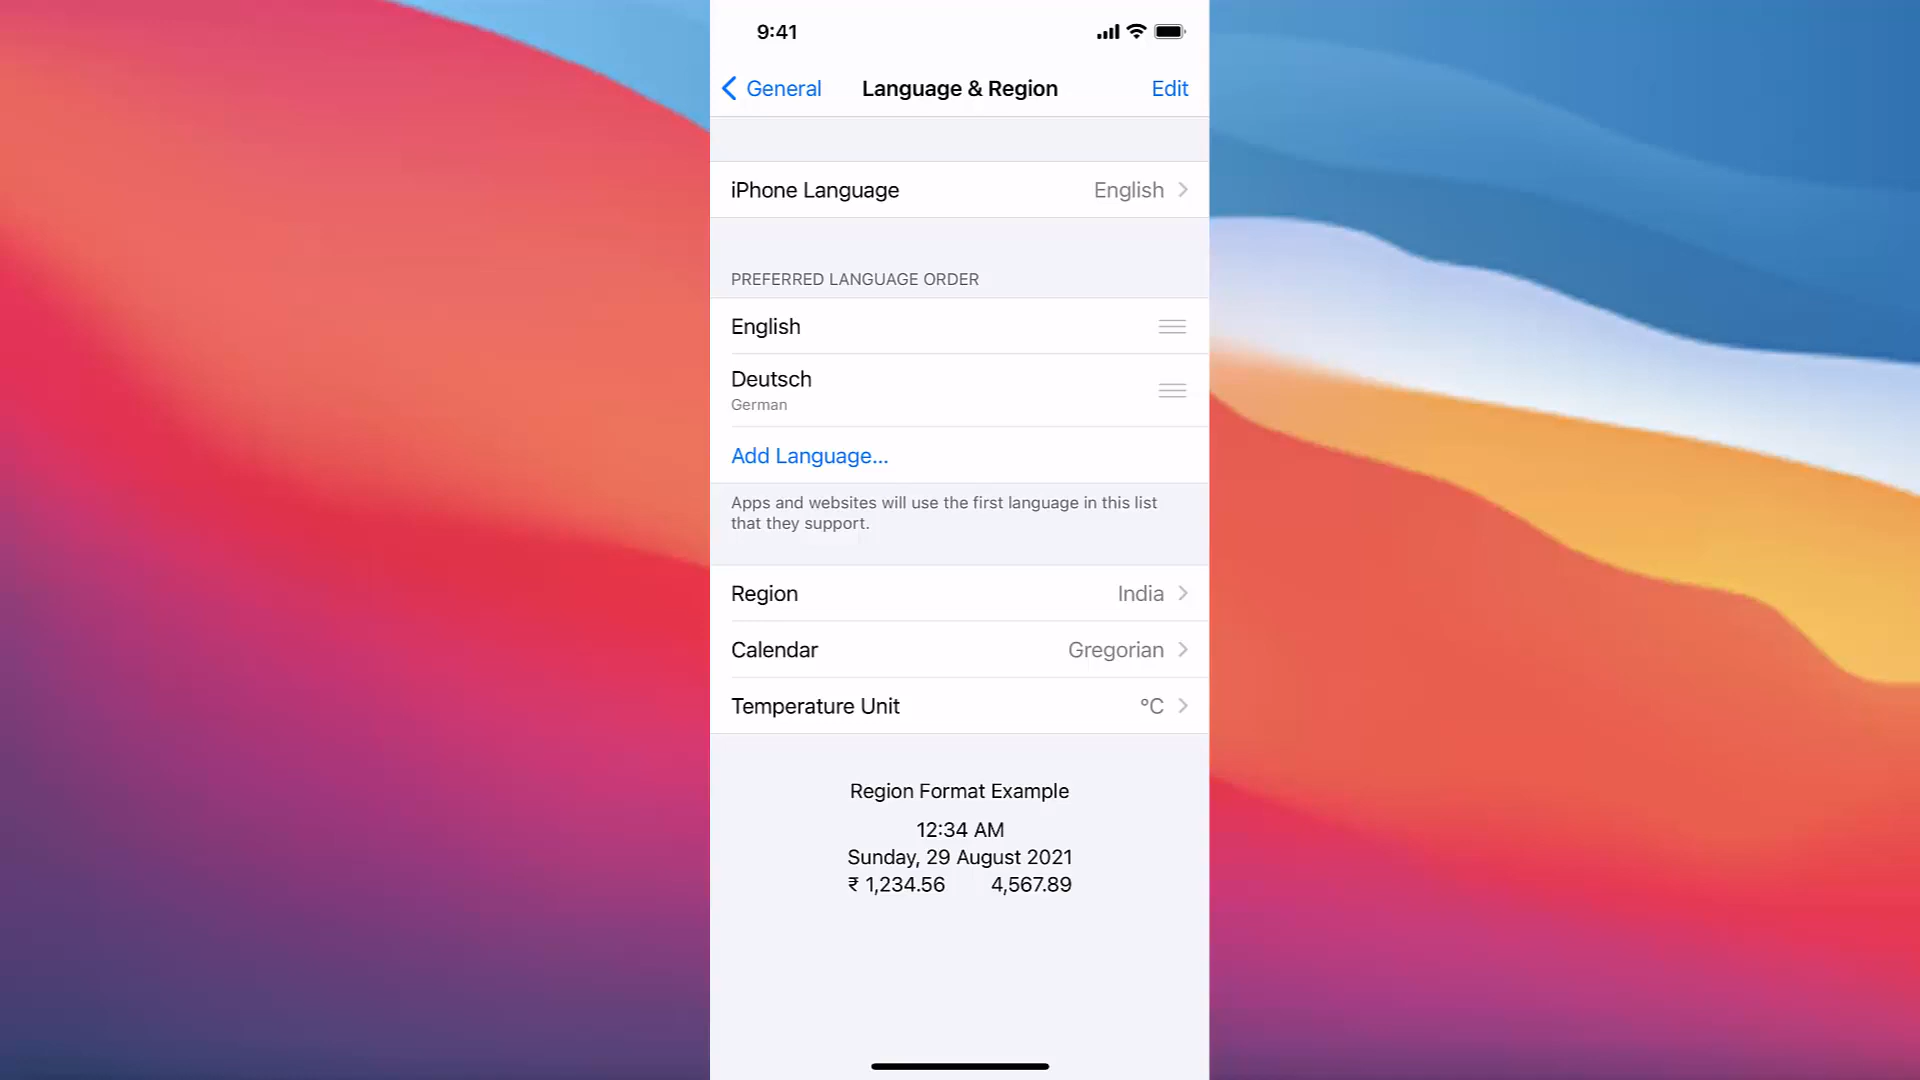 9:41
General
Language & Region
Edit
iPhone Language
English
PREFERRED LANGUAGE ORDER
English
Deutsch
German
Add Language...
Apps and websites will use the first language in this list
that they support.
Region
India
Calendar
Gregorian
Temperature Unit
°C
Region Format Example
12:34 AM
Sunday, 29 August 2021
₹ 1,234.56 4,567.89